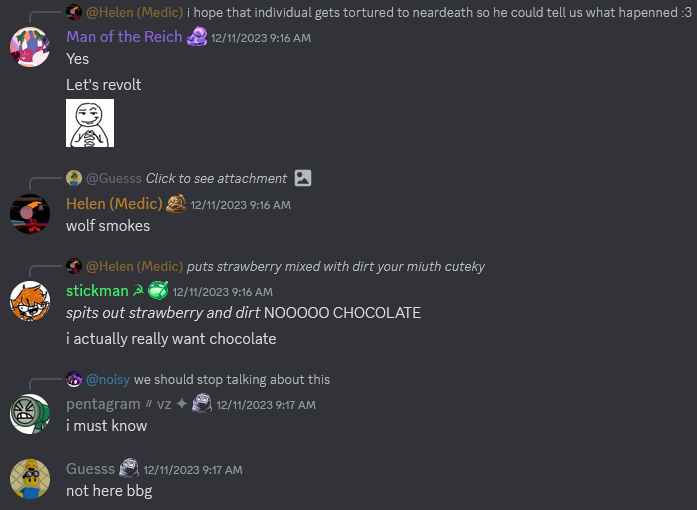 @Helen (Medic) i hope that individual gets tortured to neardeath so he could tell us what hapenned :3
Man of the Reich 12/11/2023 9:16 AM
Yes
Let's revolt
@Guesss Click to see attachment
Helen (Medic) 12/11/2023 9:16 AM
wolf smokes
@Helen (Medic) puts strawberry mixed with dirt your miuth cuteky
stickman ☭ 12/11/2023 9:16 AM
spits out strawberry and dirt NOOOOO CHOCOLATE
i actually really want chocolate
@noisy we should stop talking about this
pentagram〃vz ✦ 12/11/2023 9:17 AM
i must know
Guesss 12/11/2023 9:17 AM
not here bbg